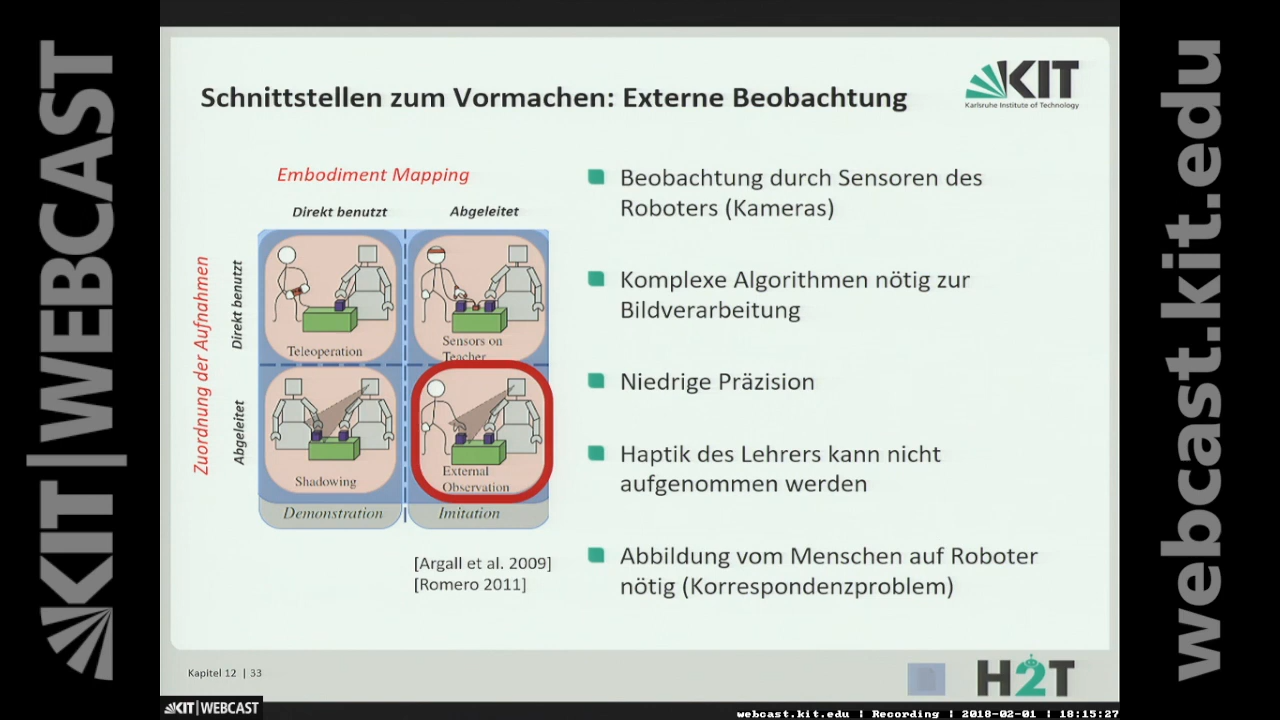 KIT|WEBCAST
Schnittstellen zum Vormachen: Externe Beobachtung
KIT
Karlsruhe Institute of Technology
Embodiment Mapping
Direkt benutzt
Abgeleitet
Zuordnung der Aufnahmen
Direkt benutzt
Abgeleitet
Teleoperation
Sensors on
Teacher
Shadowing
External
Observation
Demonstration
Imitation
[Argall et al. 2009]
[Romero 2011]
Beobachtung durch Sensoren des
Roboters (Kameras)
Komplexe Algorithmen nötig zur
Bildverarbeitung
Niedrige Präzision
Haptik des Lehrers kann nicht
aufgenommen werden
Abbildung vom Menschen auf Roboter
nötig (Korrespondenzproblem)
Kapitel 12 | 33
H2T
KIT|WEBCAST
webcast.kit.edu | Recording | 2018-02-01 | 18:15:27
webcast.kit.edu